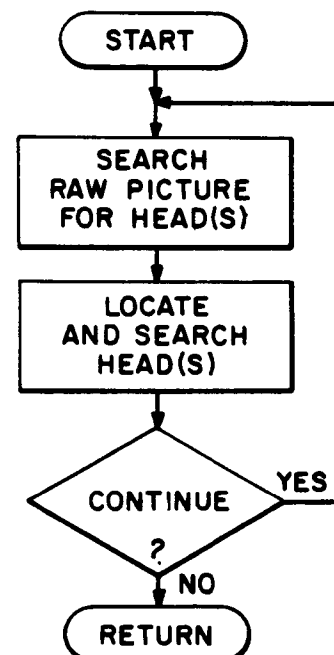 START
SEARCH
RAW PICTURE
FOR HEAD(S)
LOCATE
AND SEARCH
HEAD(S)
CONTINUE
YES
?
NO
RETURN